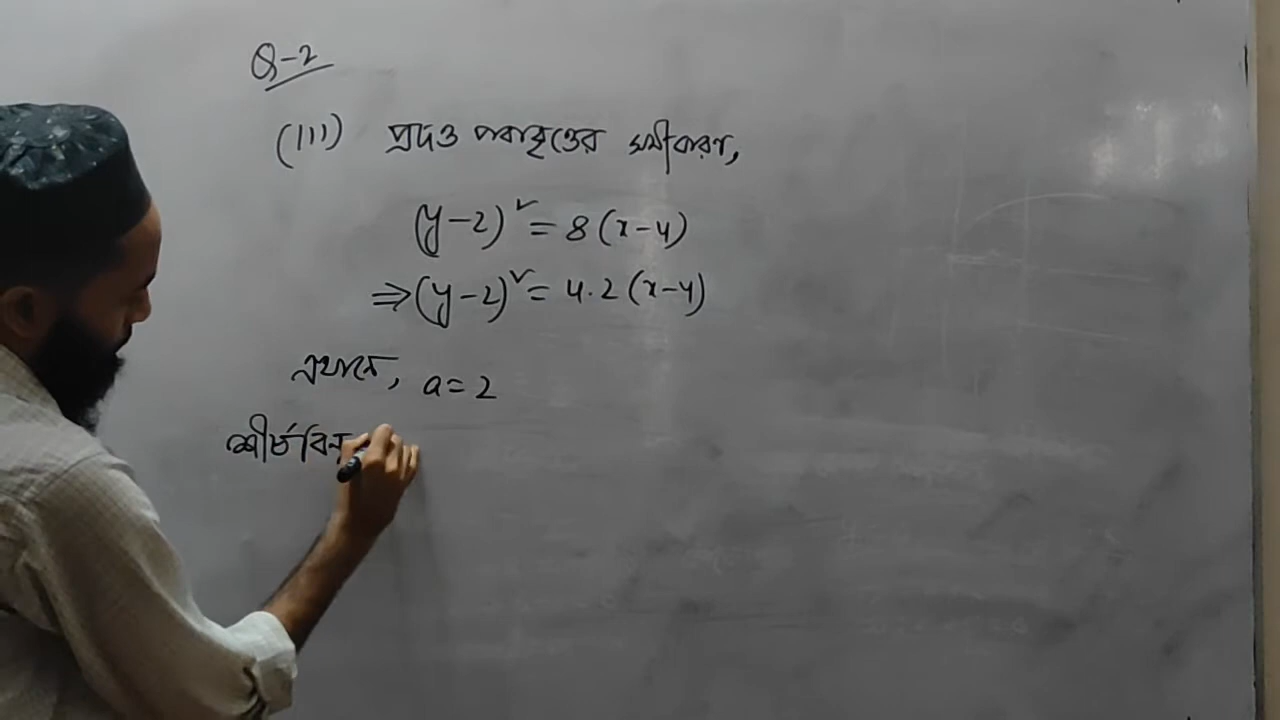 Q-2
(iii) প্রদত্ত পরাবৃত্তের সমীকরণ,
(y-2)² = 8(x-4)
⇒(y-2)² = 4.2(x-4)
এখানে, a = 2
শীর্ষবিন্